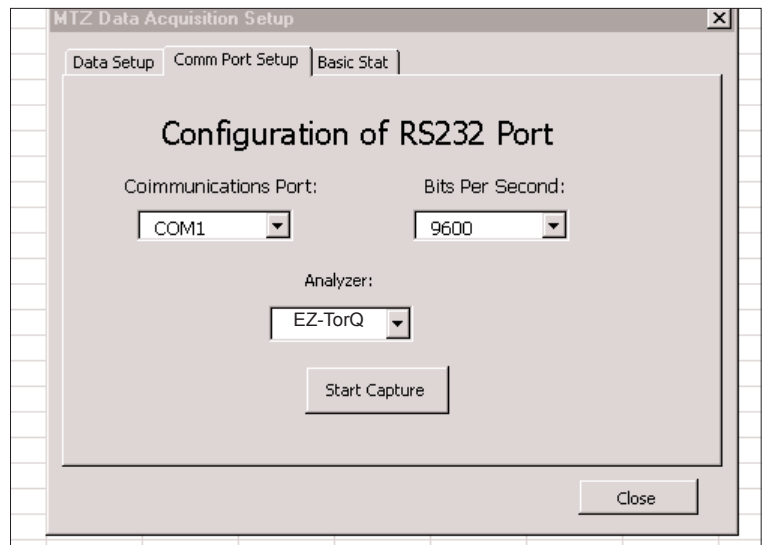 MTZ Data Acquisition Setup
Data Setup Comm Port Setup Basic Stat
Configuration of RS232 Port
Coimmunications Port: Bits Per Second:
COM1 9600
Analyzer:
EZ-TorQ
Start Capture
Close